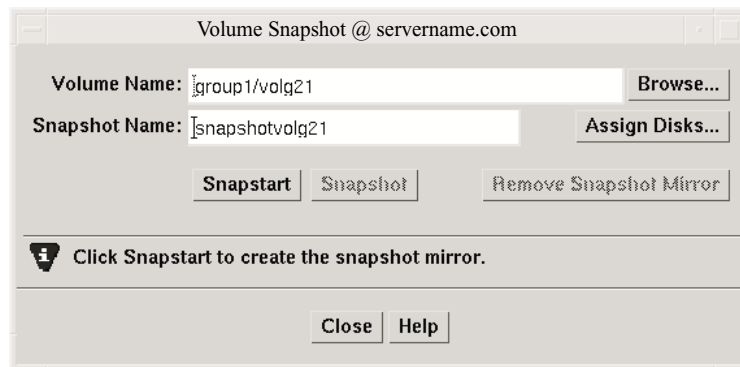 Volume Snapshot @ servername.com
Volume Name: group1/volg21 Browse...
Snapshot Name: snapshotvolg21 Assign Disks...
Snapstart Snapshot Remove Snapshot Mirror
Click Snapstart to create the snapshot mirror.
Close Help